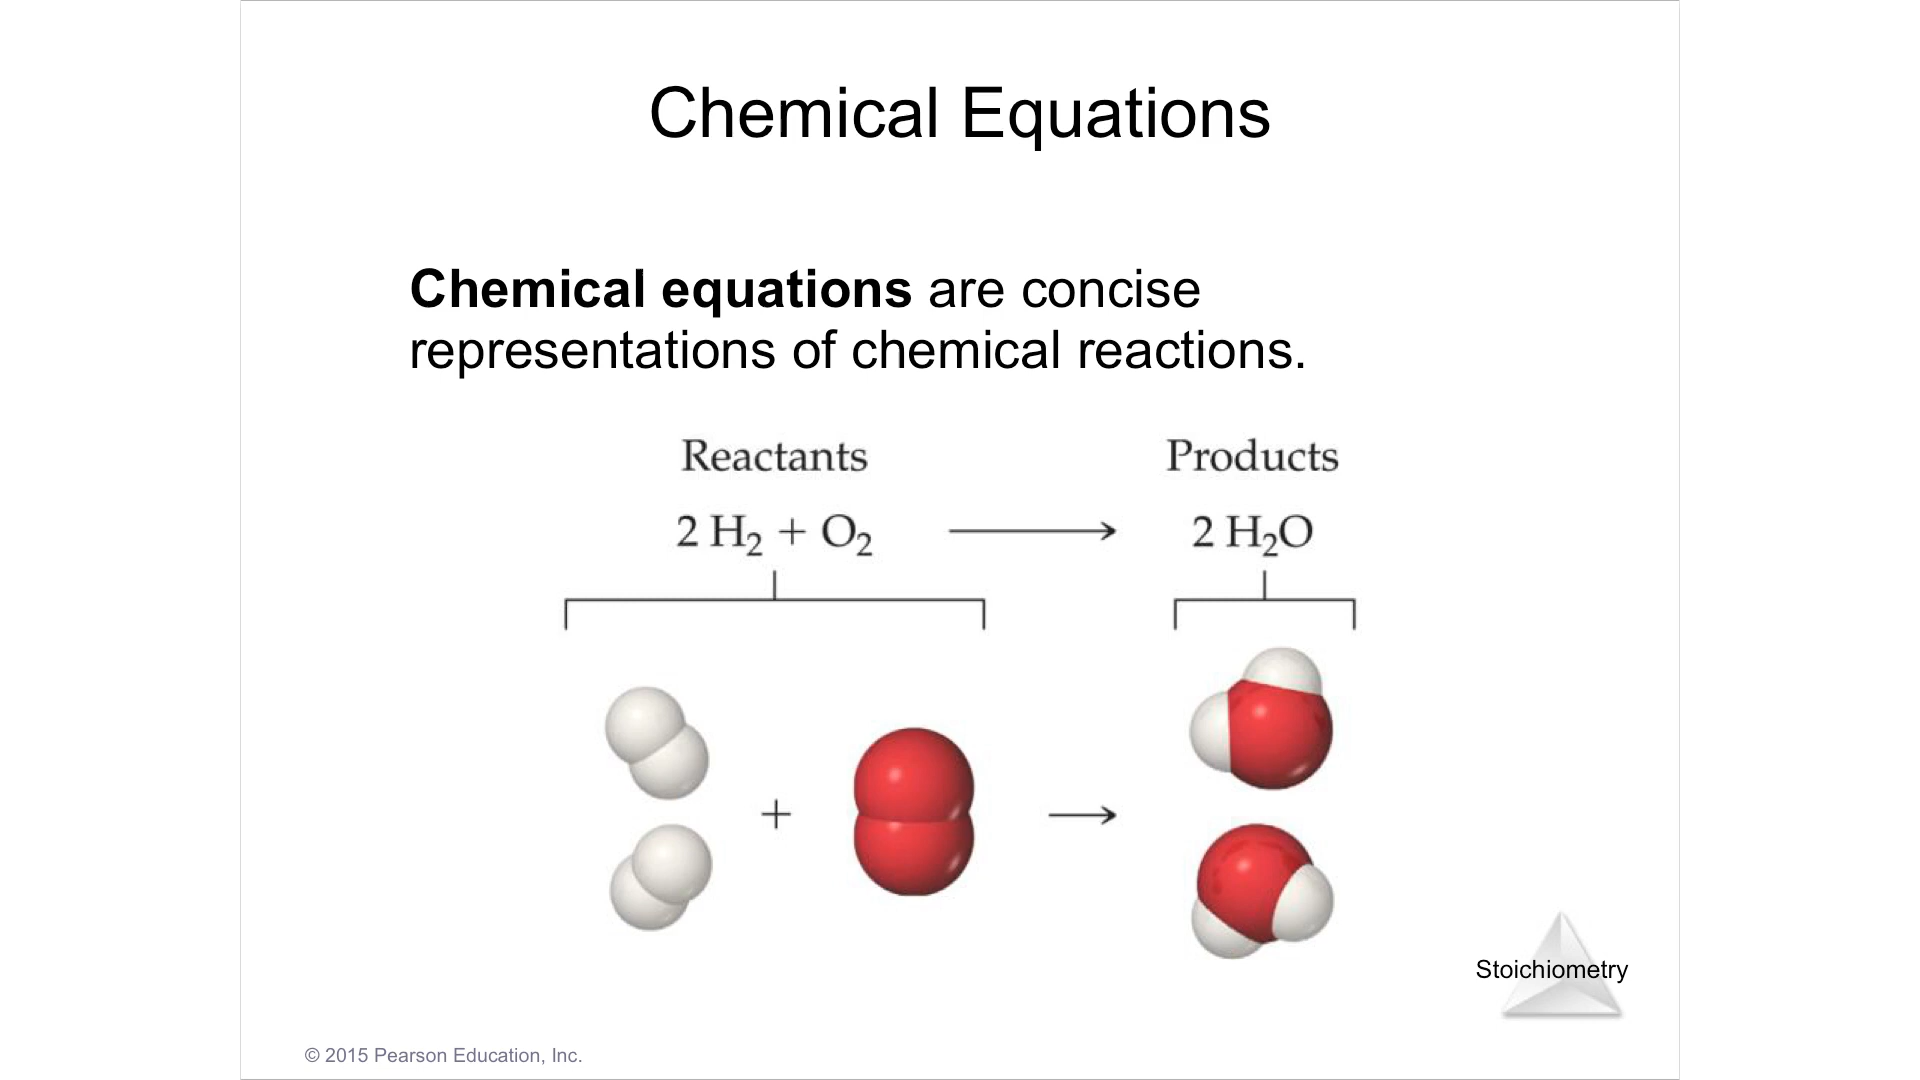 Chemical Equations
Chemical equations are concise
representations of chemical reactions.
Reactants Products
2 H₂ + O₂ ⟶ 2 H₂O
+ →
Stoichiometry
© 2015 Pearson Education, Inc.